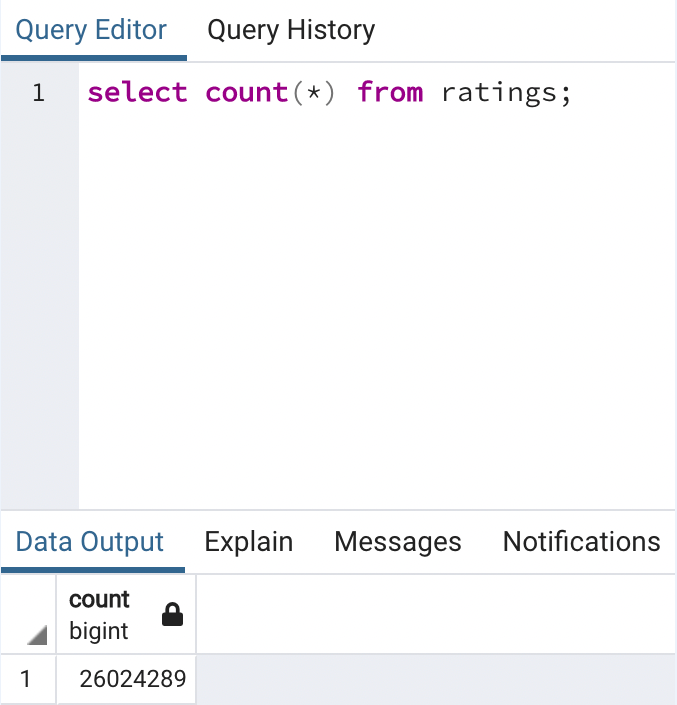 Query Editor Query History
1 select count(*) from ratings;
Data Output Explain Messages Notifications
count
bigint
1 26024289